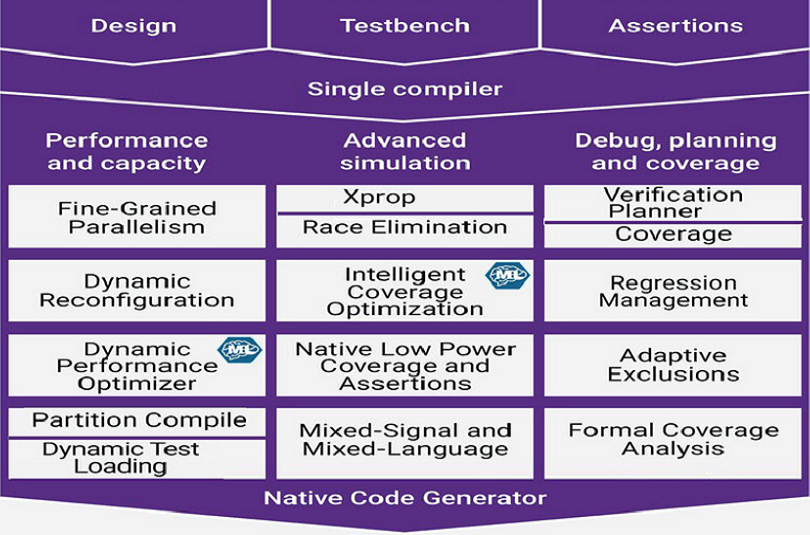 Design
Testbench
Assertions
Single compiler
Performance
and capacity
Advanced
simulation
Debug, planning
and coverage
Fine-Grained
Parallelism
Xprop
Race Elimination
Verification
Planner
Coverage
Dynamic
Reconfiguration
Intelligent
Coverage
Optimization
ML
Regression
Management
Dynamic
Performance
Optimizer
ML
Native Low Power
Coverage and
Assertions
Adaptive
Exclusions
Partition Compile
Dynamic Test
Loading
Mixed-Signal and
Mixed-Language
Formal Coverage
Analysis
Native Code Generator